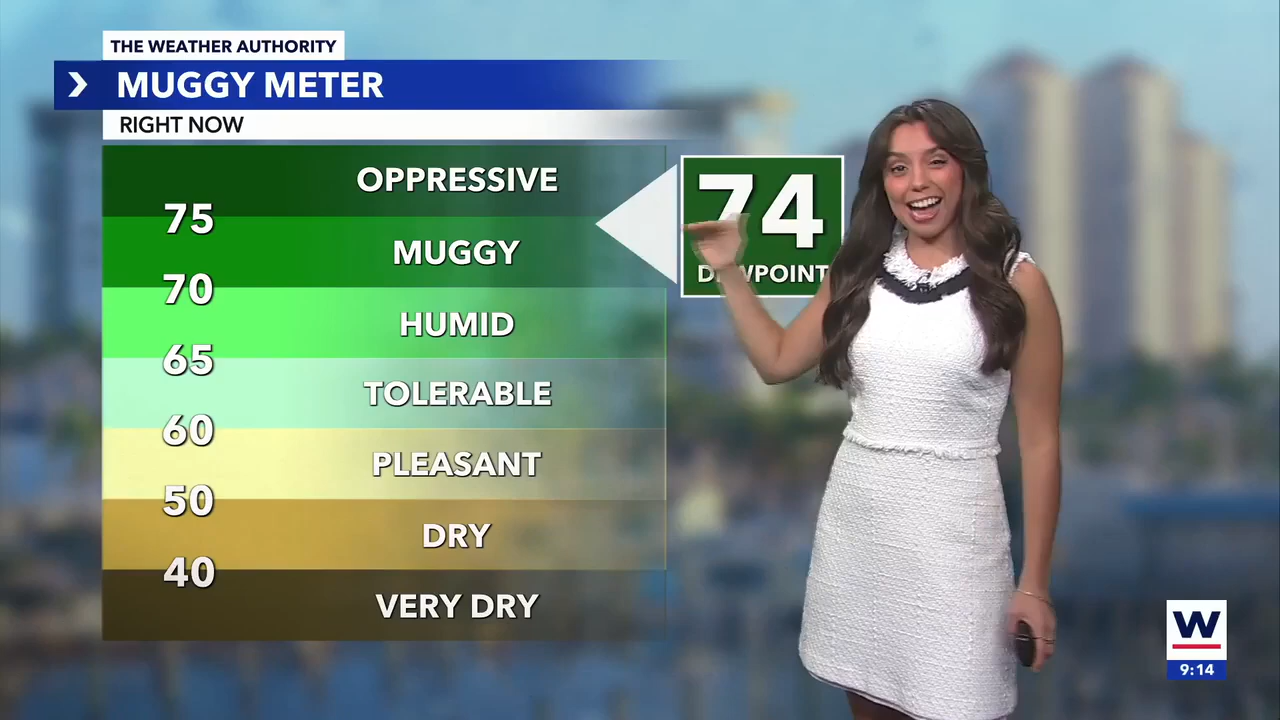 THE WEATHER AUTHORITY
MUGGY METER
RIGHT NOW
OPPRESSIVE
75
MUGGY
70
HUMID
65
TOLERABLE
60
PLEASANT
50
DRY
40
VERY DRY
74
DEWPOINT
W
9:14